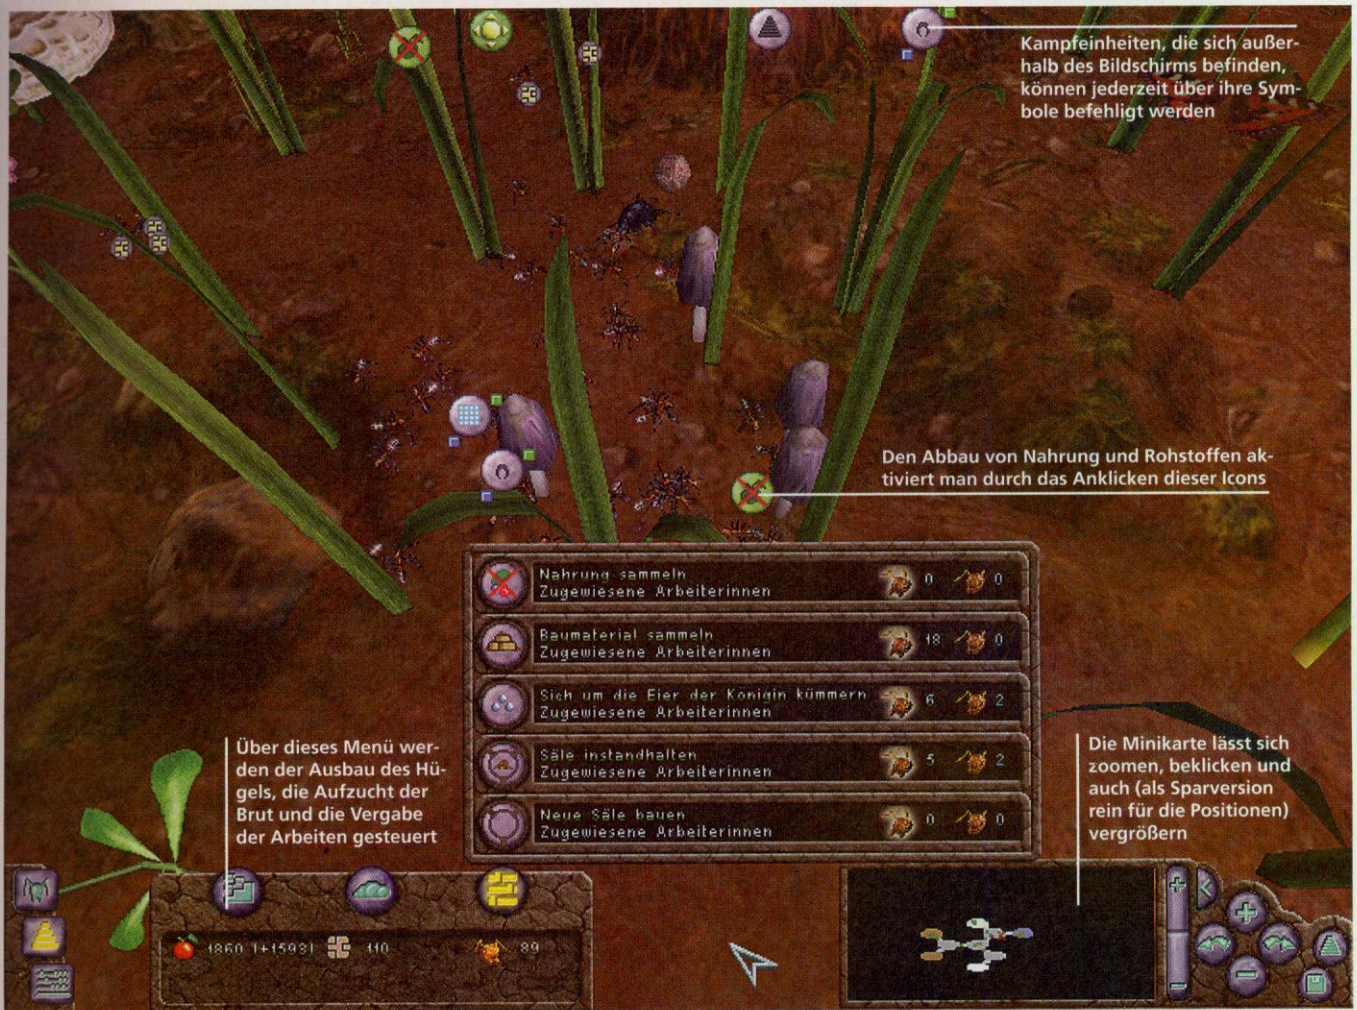 Kampfeinheiten, die sich außer-
halb des Bildschirms befinden,
können jederzeit über ihre Sym-
bole befehligt werden
Den Abbau von Nahrung und Rohstoffen ak-
tiviert man durch das Anklicken dieser Icons
Nahrung sammeln
Zugewiesene Arbeiterinnen
0 0
Baumaterial sammeln
Zugewiesene Arbeiterinnen
18 0
Sich um die Eier der Konigin kümmern
Zugewiesene Arbeiterinnen
6 2
Säle instandhalten
Zugewiesene Arbeiterinnen
5 2
Neue Säle bauen
Zugewiesene Arbeiterinnen
0 0
Über dieses Menü wer-
den der Ausbau des Hü-
gels, die Aufzucht der
Brut und die Vergabe
der Arbeiten gesteuert
Die Minikarte lässt sich
zoomen, beklicken und
auch (als Sparversion
rein für die Positionen)
vergrößern
1860 [+1593] 110 89